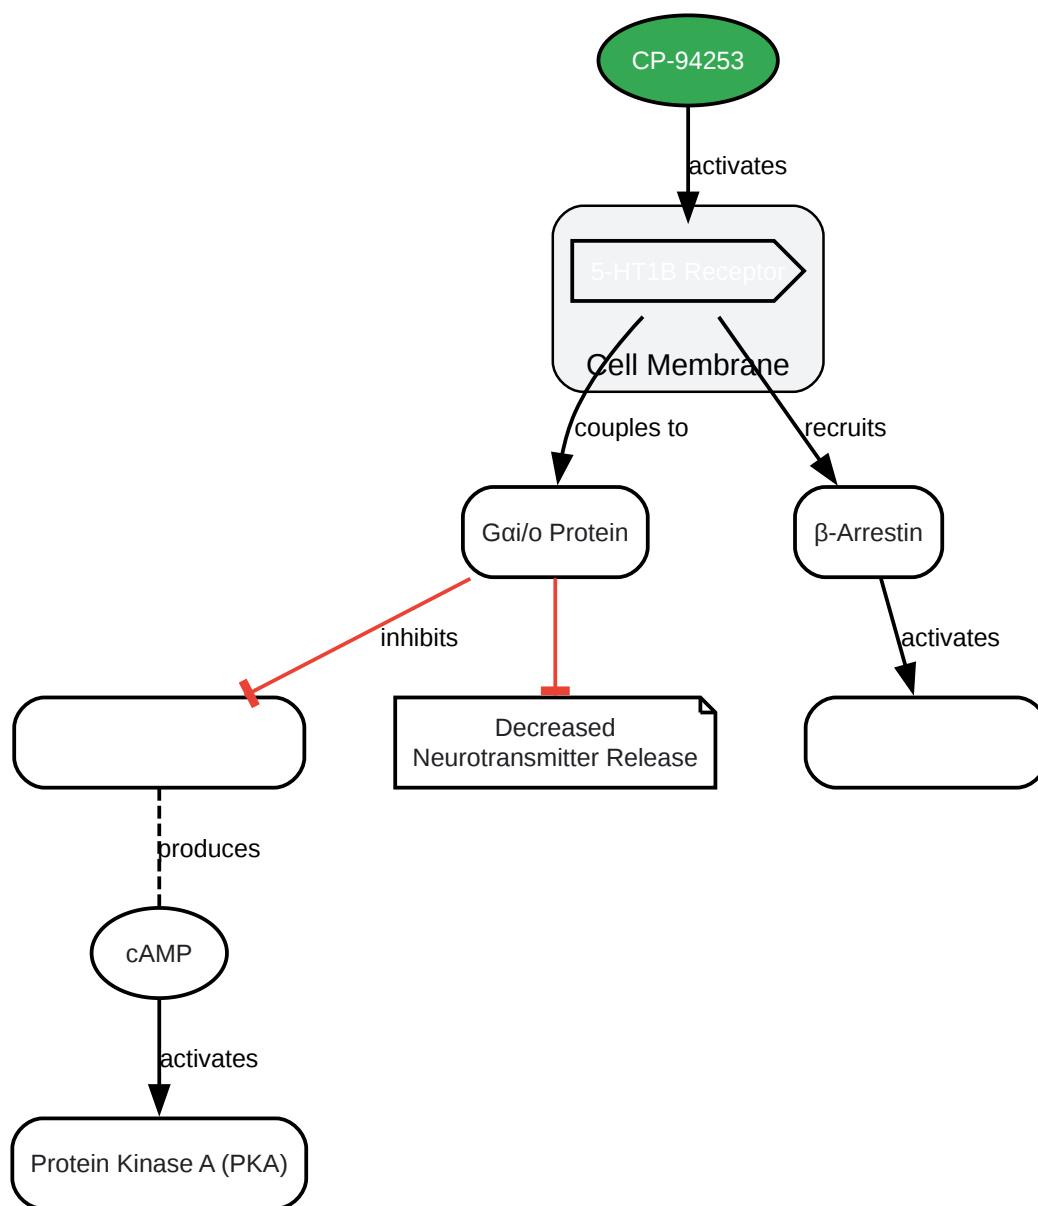 CP-94253
activates
5-HT1B Receptor
Cell Membrane
couples to
recruits
Gαi/o Protein
β-Arrestin
inhibits
activates
Decreased
Neurotransmitter Release
produces
cAMP
activates
Protein Kinase A (PKA)